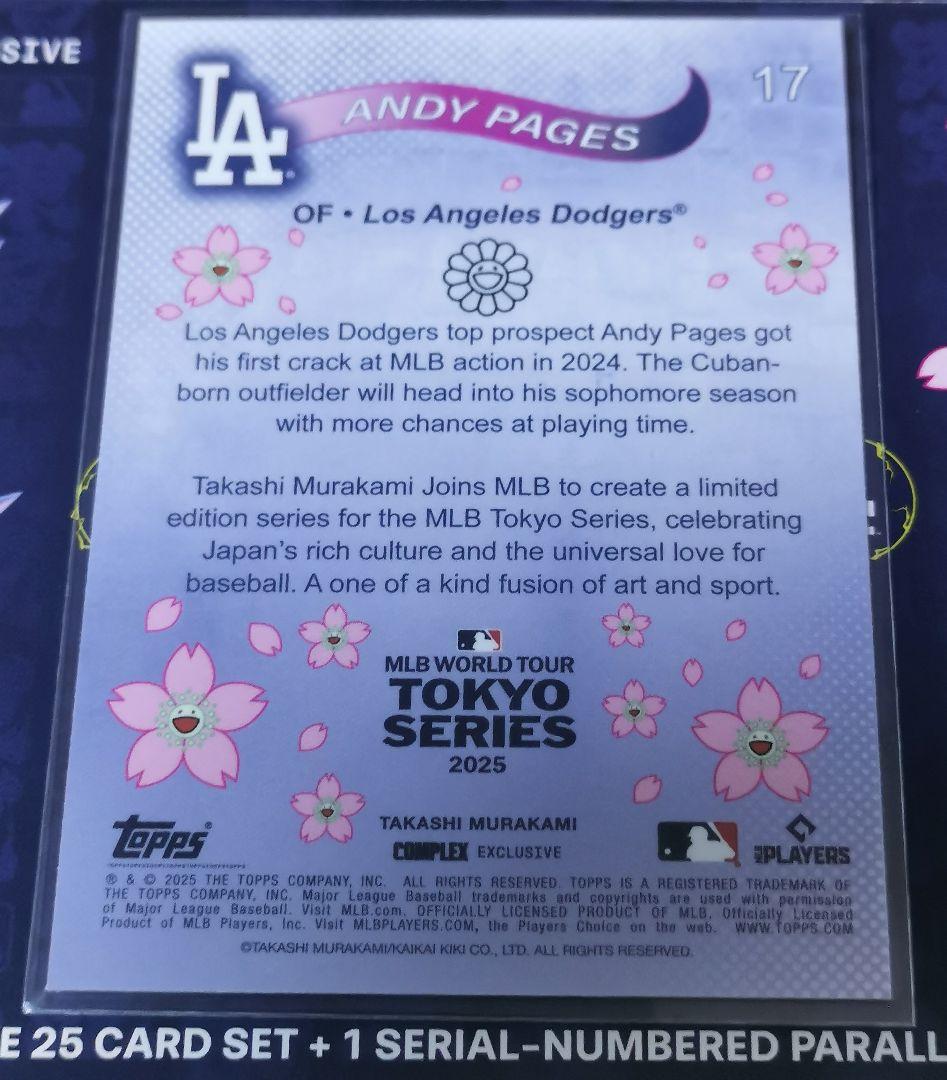 SIVE
LA
ANDY PAGES
17
OF • Los Angeles Dodgers®
Los Angeles Dodgers top prospect Andy Pages got
his first crack at MLB action in 2024. The Cuban-
born outfielder will head into his sophomore season
with more chances at playing time.
Takashi Murakami Joins MLB to create a limited
edition series for the MLB Tokyo Series, celebrating
Japan's rich culture and the universal love for
baseball. A one of a kind fusion of art and sport.
MLB WORLD TOUR
TOKYO
SERIES
2025
TAKASHI MURAKAMI
COMPLEX EXCLUSIVE
Topps®
MLB PLAYERS
® & © 2025 THE TOPPS COMPANY, INC. ALL RIGHTS RESERVED. TOPPS IS A REGISTERED TRADEMARK OF
THE TOPPS COMPANY, INC. Major League Baseball trademarks and copyrights are used with permission
of Major League Baseball. Visit MLB.com. OFFICIALLY LICENSED PRODUCT OF MLB. Officially Licensed
Product of MLB Players, Inc. Visit MLBPLAYERS.COM, the Players Choice on the web. WWW.TOPPS.COM
©TAKASHI MURAKAMI/KAIKAI KIKI CO., LTD. ALL RIGHTS RESERVED.
E 25 CARD SET + 1 SERIAL-NUMBERED PARALL